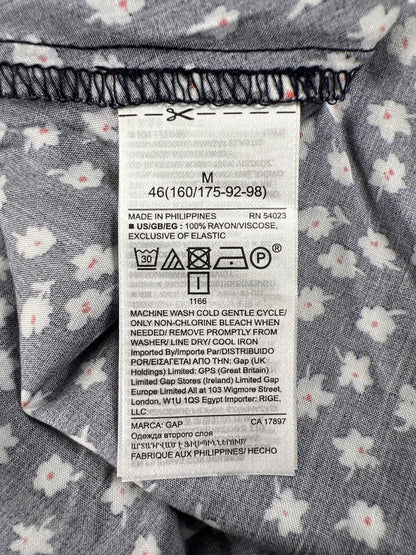 M
46(160/175-92-98)
MADE IN PHILIPPINES RN 54023
■ US/GB/EG : 100% RAYON/VISCOSE,
EXCLUSIVE OF ELASTIC
30 P®
I
1166
MACHINE WASH COLD GENTLE CYCLE/
ONLY NON-CHLORINE BLEACH WHEN
NEEDED/ REMOVE PROMPTLY FROM
WASHER/ LINE DRY/ COOL IRON
Imported By/Importe Par/Distribuido
Por/ΕΙΣΑΓΕΤΑΙ ΑΠΟ ΤΗΝ: Gap (UK
Holdings) Limited: GPS (Great Britain)
Limited Gap Stores (Ireland) Limited Gap
Europe Limited All at 103 Wigmore Street,
London, W1U 1QS Egypt Importer: RIGE,
LLC
MARCA: GAP CA 17897
Одежда второго слоя
ԱՐՏԱԴՐՎԱԾ Է ՖԻԼԻՊԻՆՆԵՐՈՒՄ
FABRIQUE AUX PHILIPPINES/ HECHO